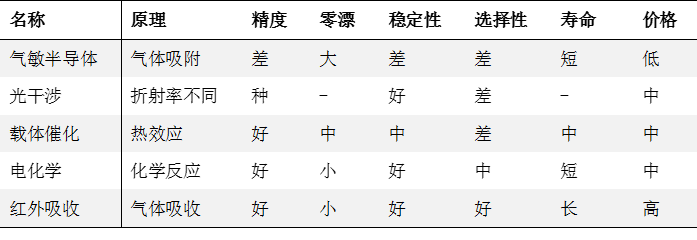 名称 原理 精度 零漂 稳定性 选择性 寿命 价格
气敏半导体 气体吸附 差 大 差 差 短 低
光干涉 折射率不同 种 - 好 差 - 中
载体催化 热效应 好 中 中 差 中 中
电化学 化学反应 好 小 好 中 短 中
红外吸收 气体吸收 好 小 好 好 长 高